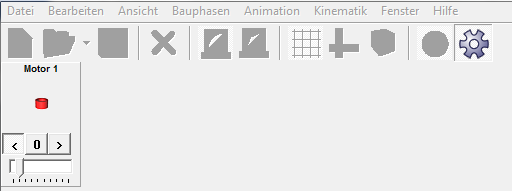 Datei Bearbeiten Ansicht Bauphasen Animation Kinematik Fenster Hilfe
Motor 1
< 0 >